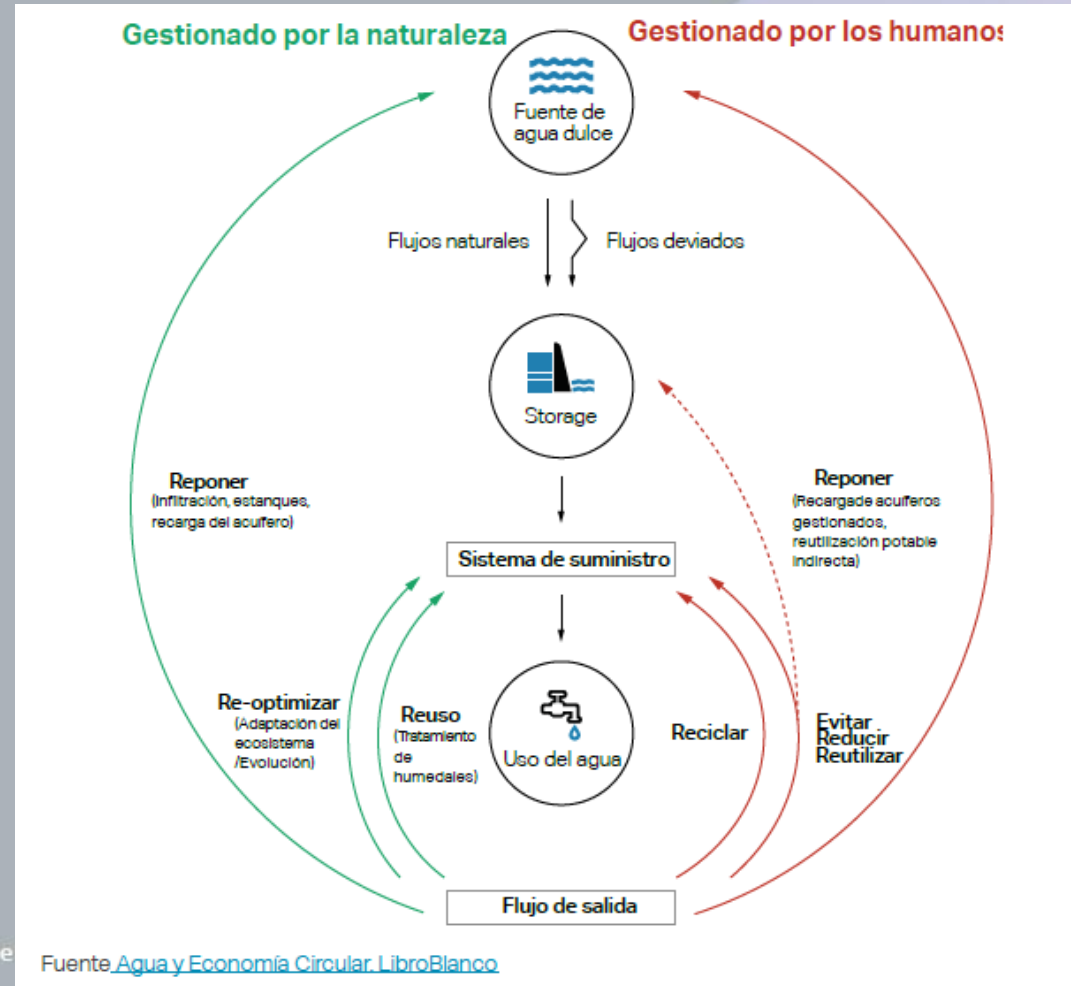 Gestionado por la naturaleza
Gestionado por los humanos
Fuente de
agua dulce
Flujos naturales
Flujos deviados
Storage
Reponer
(Infiltración, estanques,
recarga del acuífero)
Reponer
(Recargade acuíferos
gestionados,
reutilización potable
indirecta)
Sistema de suministro
Re-optimizar
(Adaptación del
ecosistema
/Evolución)
Reuso
(Tratamiento
de
humedales)
Uso del agua
Reciclar
Evitar
Reducir
Reutilizar
Flujo de salida
e
Fuente Agua y Economía Circular. LibroBlanco